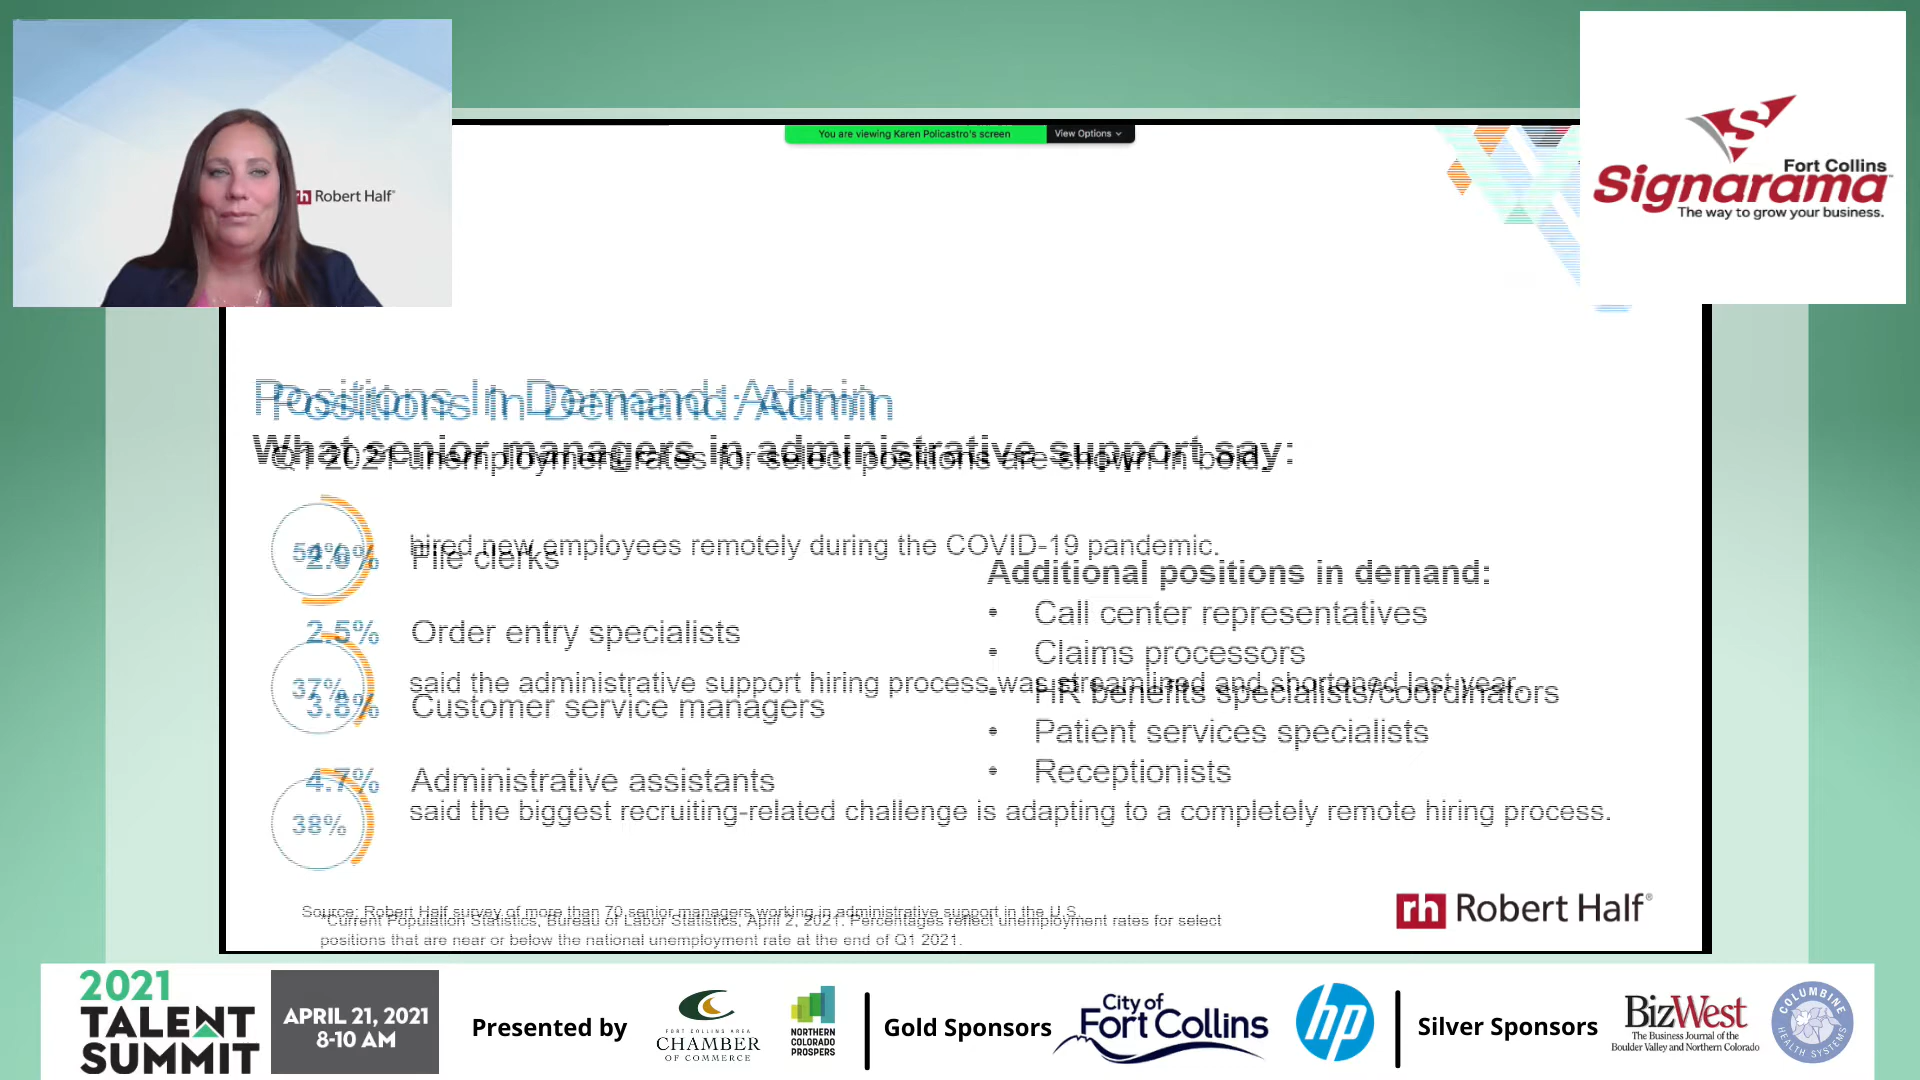 You are viewing Karen Policastro's screen
View Options
rh Robert Half
Fort Collins
Signarama
The way to grow your business.
Positions In Demand: Admin
What senior managers in administrative support say:
Q1 2021 unemployment rates for select positions are shown in bold
hired new employees remotely during the COVID-19 pandemic.
2.0% File clerks
Additional positions in demand:
• Call center representatives
2.5% Order entry specialists
• Claims processors
37% said the administrative support hiring process was streamlined and shortened last year.
• HR benefits specialists/coordinators
3.8% Customer service managers
• Patient services specialists
• Receptionists
4.7% Administrative assistants
38% said the biggest recruiting-related challenge is adapting to a completely remote hiring process.
Source: Robert Half survey of more than 70 senior managers working in administrative support in the U.S.
*Current Population Statistics, Bureau of Labor Statistics, April 2, 2021. Percentages reflect unemployment rates for select
positions that are near or below the national unemployment rate at the end of Q1 2021.
rh Robert Half®
2021
TALENT
SUMMIT
APRIL 21, 2021
8-10 AM
Presented by
FORT COLLINS AREA
CHAMBER
OF COMMERCE
NORTHERN
COLORADO
PROSPERS
Gold Sponsors
City of
Fort Collins
hp
Silver Sponsors
BizWest
The Business Journal of the
Boulder Valley and Northern Colorado
COLUMBINE
HEALTH SYSTEMS